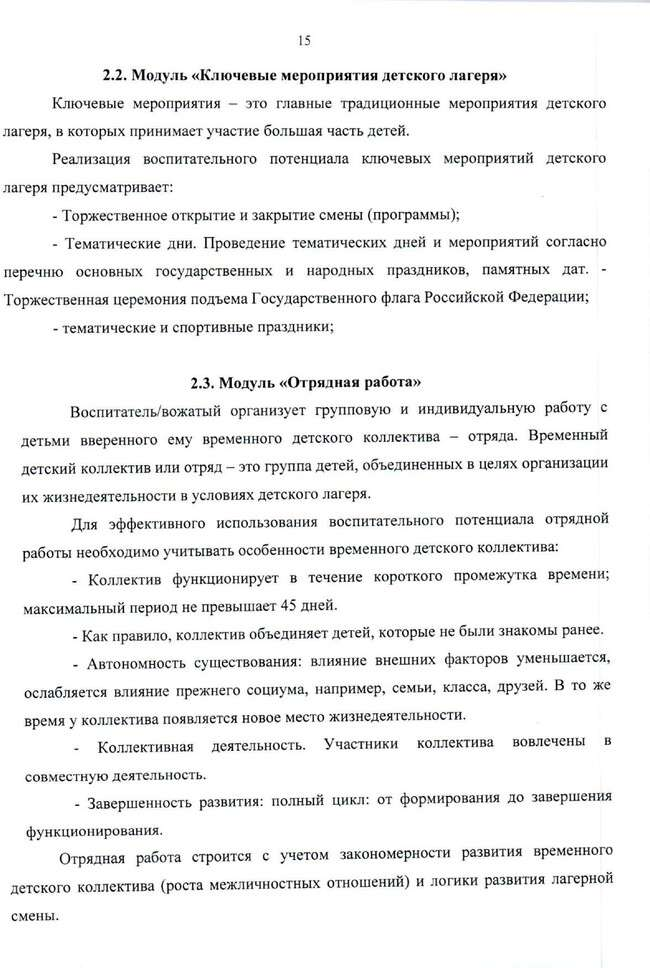 15
2.2. Модуль «Ключевые мероприятия детского лагеря»
Ключевые мероприятия – это главные традиционные мероприятия детского
лагеря, в которых принимает участие большая часть детей.
Реализация воспитательного потенциала ключевых мероприятий детского
лагеря предусматривает:
- Торжественное открытие и закрытие смены (программы);
- Тематические дни. Проведение тематических дней и мероприятий согласно
перечню основных государственных и народных праздников, памятных дат. -
Торжественная церемония подъема Государственного флага Российской Федерации;
- тематические и спортивные праздники;
2.3. Модуль «Отрядная работа»
Воспитатель/вожатый организует групповую и индивидуальную работу с
детьми вверенного ему временного детского коллектива – отряда. Временный
детский коллектив или отряд – это группа детей, объединенных в целях организации
их жизнедеятельности в условиях детского лагеря.
Для эффективного использования воспитательного потенциала отрядной
работы необходимо учитывать особенности временного детского коллектива:
- Коллектив функционирует в течение короткого промежутка времени;
максимальный период не превышает 45 дней.
- Как правило, коллектив объединяет детей, которые не были знакомы ранее.
- Автономность существования: влияние внешних факторов уменьшается,
ослабляется влияние прежнего социума, например, семьи, класса, друзей. В то же
время у коллектива появляется новое место жизнедеятельности.
- Коллективная деятельность. Участники коллектива вовлечены в
совместную деятельность.
- Завершенность развития: полный цикл: от формирования до завершения
функционирования.
Отрядная работа строится с учетом закономерности развития временного
детского коллектива (роста межличностных отношений) и логики развития лагерной
смены.